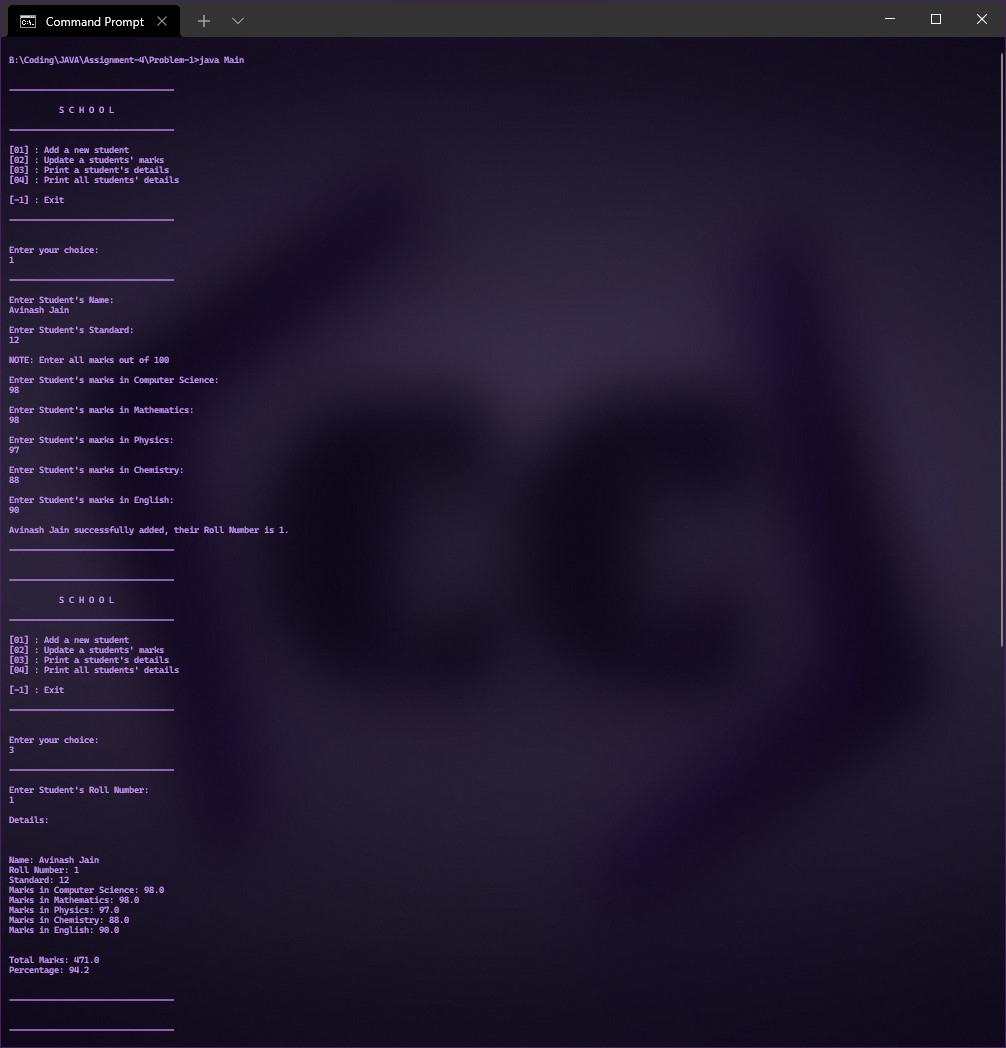 Command Prompt
B:\Coding\JAVA\Assignment-4\Problem-1>java Main
S C H O O L
[01] : Add a new student
[02] : Update a students' marks
[03] : Print a student's details
[04] : Print all students' details
[-1] : Exit
Enter your choice:
1
Enter Student's Name:
Avinash Jain
Enter Student's Standard:
12
NOTE: Enter all marks out of 100
Enter Student's marks in Computer Science:
98
Enter Student's marks in Mathematics:
98
Enter Student's marks in Physics:
97
Enter Student's marks in Chemistry:
88
Enter Student's marks in English:
90
Avinash Jain successfully added, their Roll Number is 1.
S C H O O L
[01] : Add a new student
[02] : Update a students' marks
[03] : Print a student's details
[04] : Print all students' details
[-1] : Exit
Enter your choice:
3
Enter Student's Roll Number:
1
Details:
Name: Avinash Jain
Roll Number: 1
Standard: 12
Marks in Computer Science: 98.0
Marks in Mathematics: 98.0
Marks in Physics: 97.0
Marks in Chemistry: 88.0
Marks in English: 90.0
Total Marks: 471.0
Percentage: 94.2